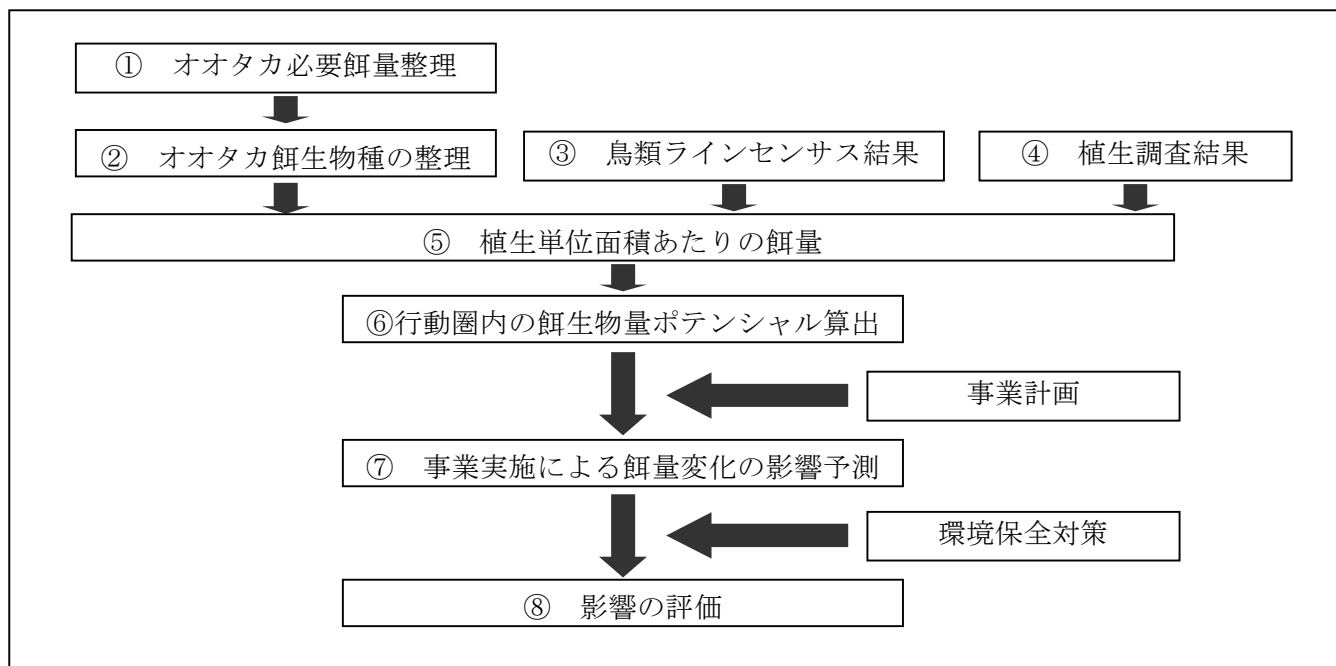 ① オオタカ必要餌量整理
② オオタカ餌生物種の整理
③ 鳥類ラインセンサス結果
④ 植生調査結果
⑤ 植生単位面積あたりの餌量
⑥行動圏内の餌生物量ポテンシャル算出
事業計画
⑦ 事業実施による餌量変化の影響予測
環境保全対策
⑧ 影響の評価